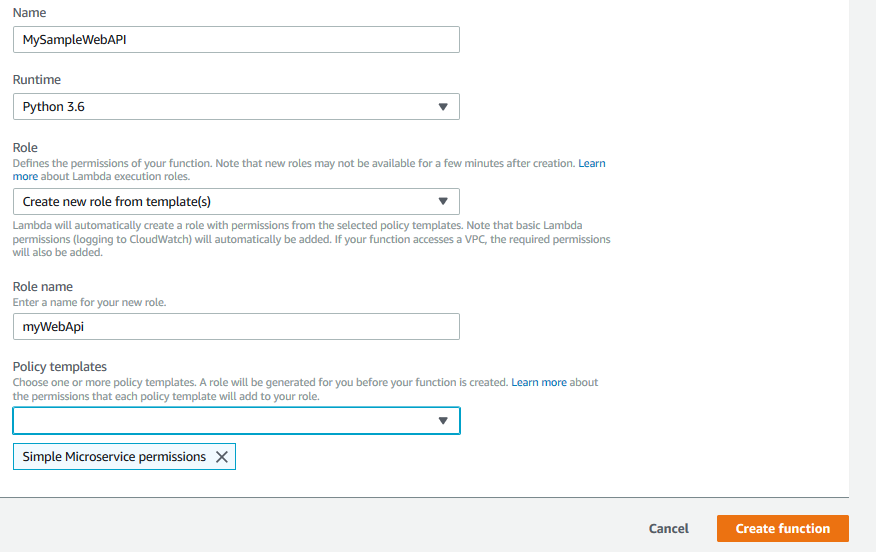 Name
MySampleWebAPI
Runtime
Python 3.6
Role
Defines the permissions of your function. Note that new roles may not be available for a few minutes after creation. Learn
more about Lambda execution roles.
Create new role from template(s)
Lambda will automatically create a role with permissions from the selected policy templates. Note that basic Lambda
permissions (logging to CloudWatch) will automatically be added. If your function accesses a VPC, the required permissions
will also be added.
Role name
Enter a name for your new role.
myWebApi
Policy templates
Choose one or more policy templates. A role will be generated for you before your function is created. Learn more about
the permissions that each policy template will add to your role.
Simple Microservice permissions
Cancel
Create function